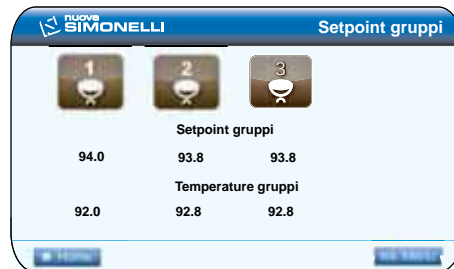 nuova
SIMONELLI Setpoint gruppi
1 2 3
Setpoint gruppi
94.0 93.8 93.8
Temperature gruppi
92.0 92.8 92.8